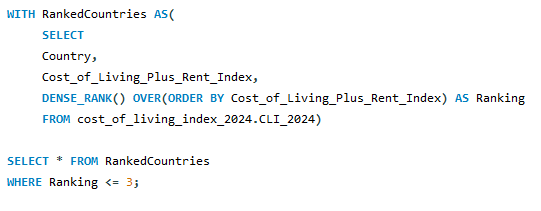 WITH RankedCountries AS(
SELECT
Country,
Cost_of_Living_Plus_Rent_Index,
DENSE_RANK() OVER(ORDER BY Cost_of_Living_Plus_Rent_Index) AS Ranking
FROM cost_of_living_index_2024.CLI_2024)
SELECT * FROM RankedCountries
WHERE Ranking <= 3;